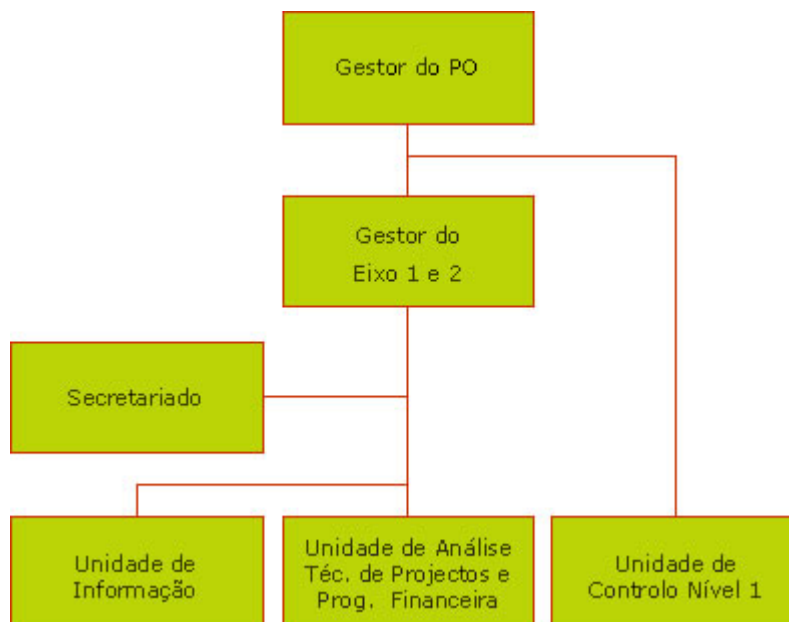 Gestor do PO
Gestor do
Eixo 1 e 2
Secretariado
Unidade de
Informação
Unidade de Análise
Téc. de Projectos e
Prog. Financeira
Unidade de
Controlo Nível 1